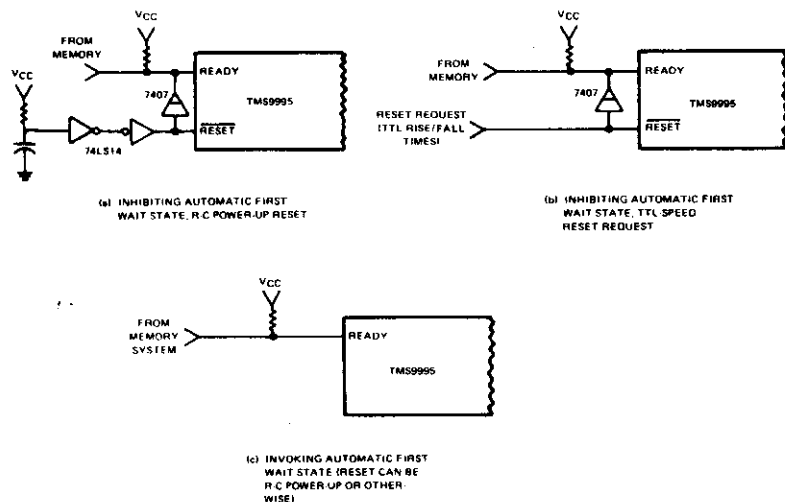 VCC
FROM
MEMORY
READY
7407
TMS9995
VCC
74LS14
RESET
(a) INHIBITING AUTOMATIC FIRST
WAIT STATE, R-C POWER-UP RESET
VCC
FROM
MEMORY
READY
7407
TMS9995
RESET REQUEST
(TTL RISE/FALL
TIMES)
RESET
(b) INHIBITING AUTOMATIC FIRST
WAIT STATE, TTL-SPEED
RESET REQUEST
VCC
FROM
MEMORY
SYSTEM
READY
TMS9995
(c) INVOKING AUTOMATIC FIRST
WAIT STATE (RESET CAN BE
R-C POWER-UP OR OTHER-
WISE)